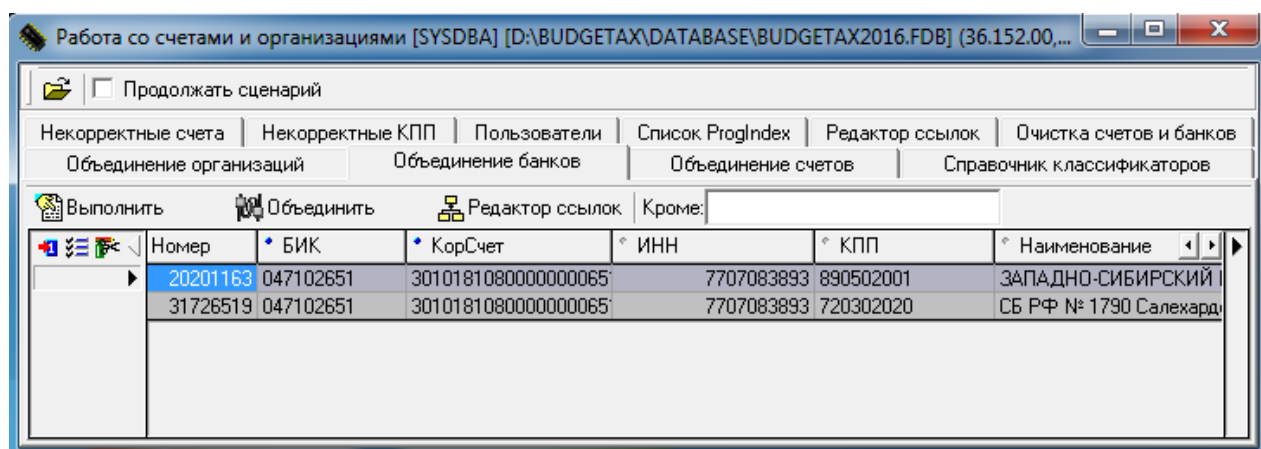 Работа со счетами и организациями [SYSDBA] [D:\BUDGETAX\DATABASE\BUDGETAX2016.FDB] (36.152.00,...
Продолжать сценарий
Некорректные счета Некорректные КПП Пользователи Список ProgIndex Редактор ссылок Очистка счетов и банков
Объединение организаций Объединение банков Объединение счетов Справочник классификаторов
Выполнить Объединить Редактор ссылок Кроме:
Номер БИК КорСчет ИНН КПП Наименование
20201163 047102651 3010181080000000065 7707083893 890502001 ЗАПАДНО-СИБИРСКИЙ
31726519 047102651 3010181080000000065 7707083893 720302020 СБ РФ № 1790 Салехард